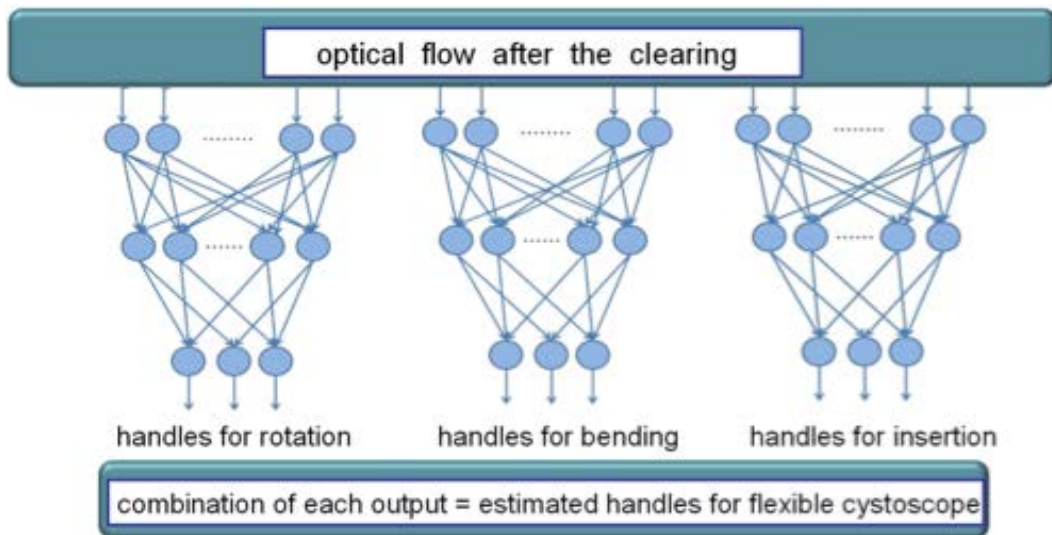 optical flow after the clearing
........ ........ ........
...... ...... ......
handles for rotation handles for bending handles for insertion
combination of each output = estimated handles for flexible cystoscope